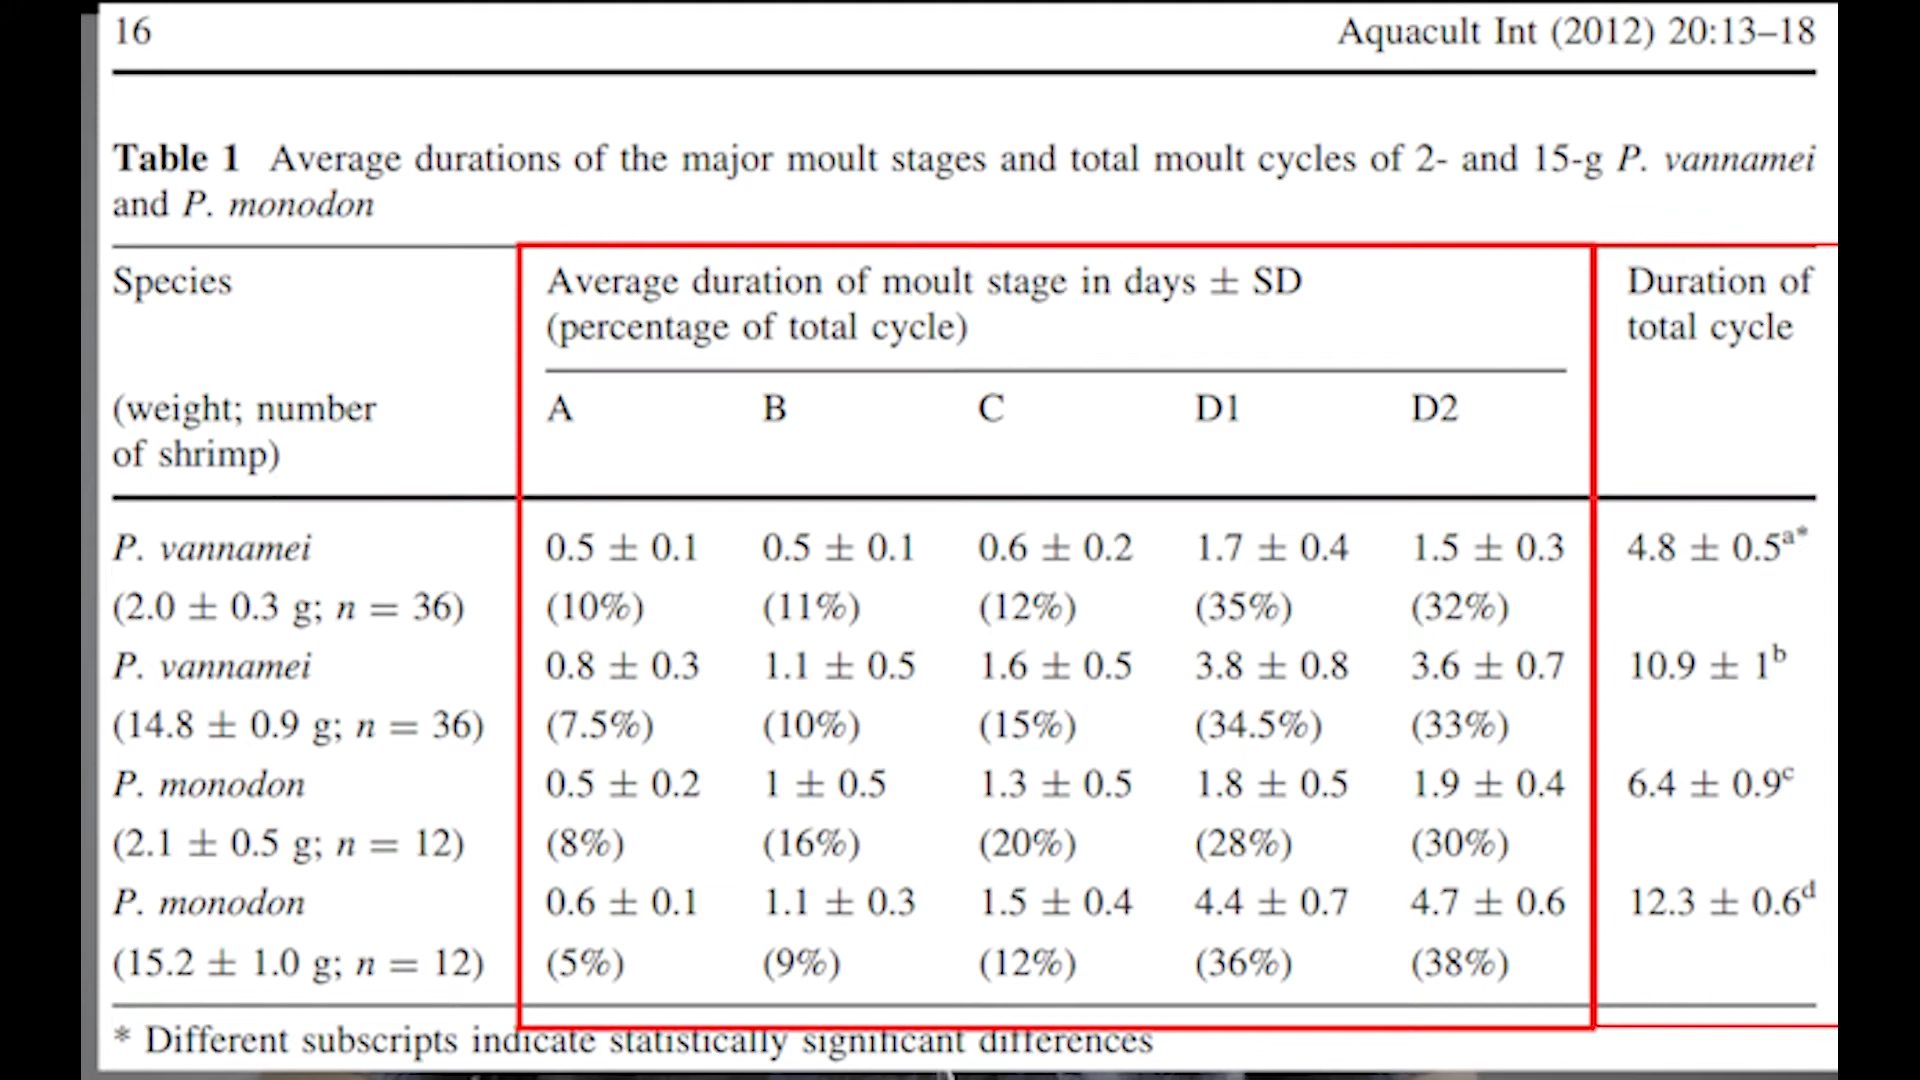 16 Aquacult Int (2012) 20:13–18
Table 1 Average durations of the major moult stages and total moult cycles of 2- and 15-g P. vannamei
and P. monodon
Species Average duration of moult stage in days ± SD Duration of
(percentage of total cycle) total cycle
(weight; number A B C D1 D2
of shrimp)
P. vannamei 0.5 ± 0.1 0.5 ± 0.1 0.6 ± 0.2 1.7 ± 0.4 1.5 ± 0.3 4.8 ± 0.5a*
(2.0 ± 0.3 g; n = 36) (10%) (11%) (12%) (35%) (32%)
P. vannamei 0.8 ± 0.3 1.1 ± 0.5 1.6 ± 0.5 3.8 ± 0.8 3.6 ± 0.7 10.9 ± 1b
(14.8 ± 0.9 g; n = 36) (7.5%) (10%) (15%) (34.5%) (33%)
P. monodon 0.5 ± 0.2 1 ± 0.5 1.3 ± 0.5 1.8 ± 0.5 1.9 ± 0.4 6.4 ± 0.9c
(2.1 ± 0.5 g; n = 12) (8%) (16%) (20%) (28%) (30%)
P. monodon 0.6 ± 0.1 1.1 ± 0.3 1.5 ± 0.4 4.4 ± 0.7 4.7 ± 0.6 12.3 ± 0.6d
(15.2 ± 1.0 g; n = 12) (5%) (9%) (12%) (36%) (38%)
* Different subscripts indicate statistically significant differences